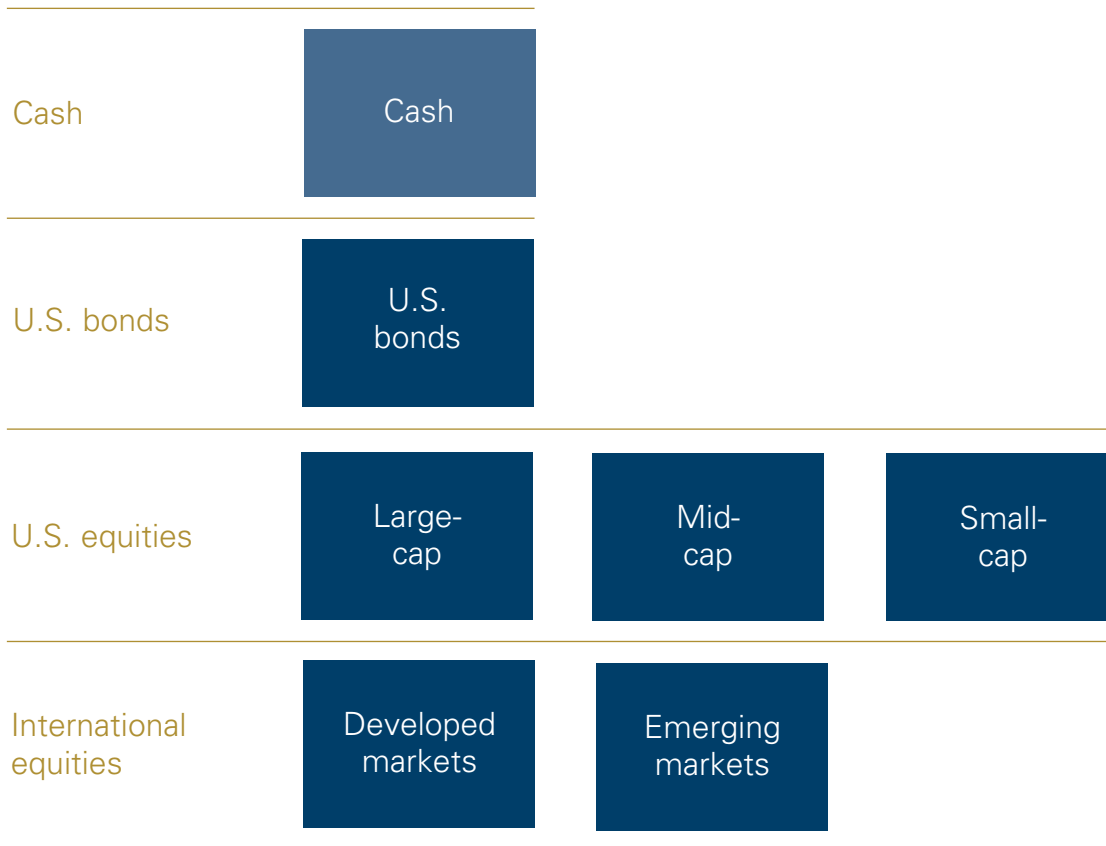 Cash
Cash
U.S. bonds
U.S.
bonds
U.S. equities
Large-
cap
Mid-
cap
Small-
cap
International
equities
Developed
markets
Emerging
markets